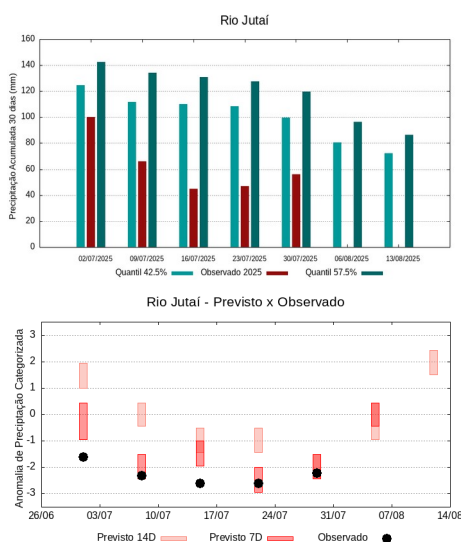 Rio Jutaí
Precipitação Acumulada 30 dias (mm)
160
140
120
100
80
60
40
20
0
02/07/2025 09/07/2025 16/07/2025 23/07/2025 30/07/2025 06/08/2025 13/08/2025
Quantil 42.5% Observado 2025 Quantil 57.5%
Rio Jutaí - Previsto x Observado
Anomalia de Precipitação Categorizada
3
2
1
0
-1
-2
-3
26/06 03/07 10/07 17/07 24/07 31/07 07/08 14/08
Previsto 14D Previsto 7D Observado